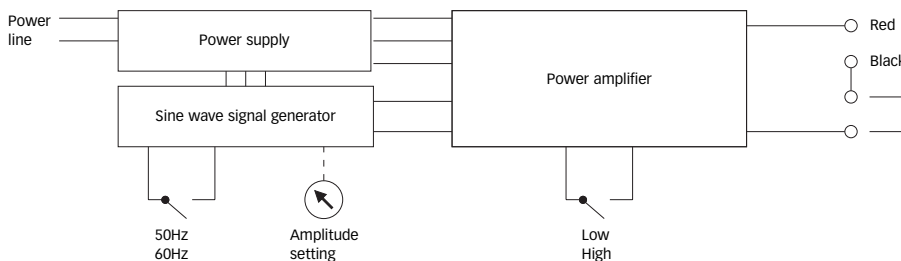 Power
line
Power supply
Sine wave signal generator
Power amplifier
Red
Black
50Hz
60Hz
Amplitude
setting
Low
High